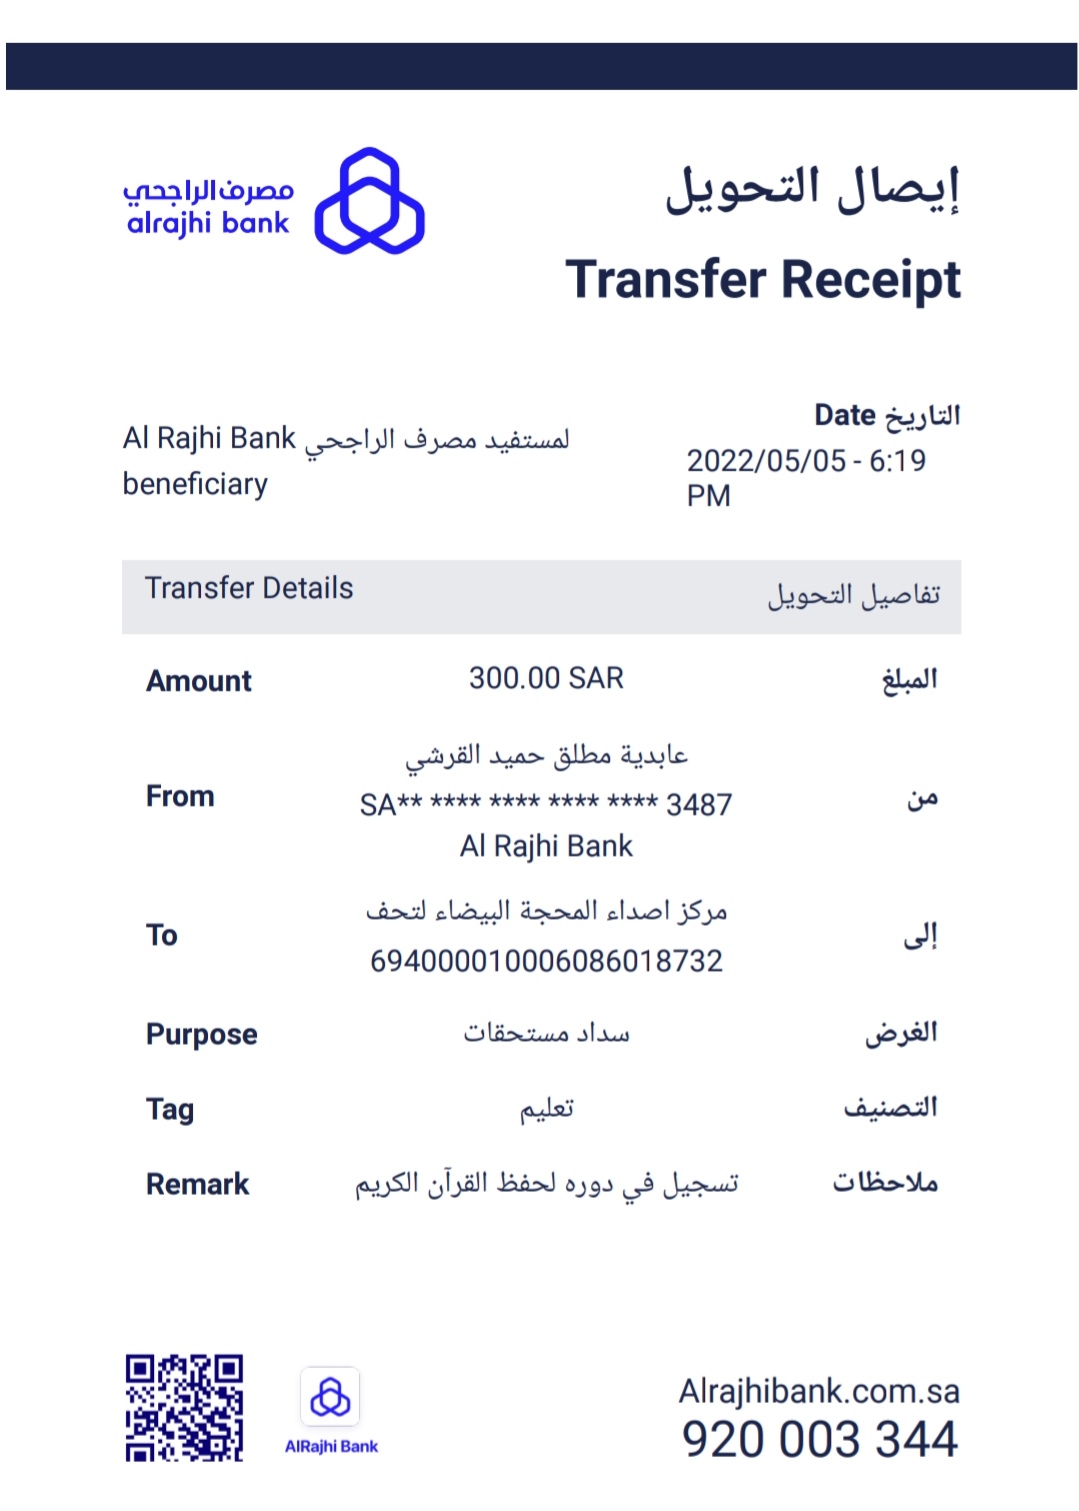 مصرف الراجحي
alrajhi bank
إيصال التحويل
Transfer Receipt
التاريخ Date
2022/05/05 - 6:19
PM
لمستفيد مصرف الراجحي Al Rajhi Bank
beneficiary
Transfer Details تفاصيل التحويل
Amount 300.00 SAR المبلغ
عابدية مطلق حميد القرشي
From SA** **** **** **** **** 3487 من
Al Rajhi Bank
مركز اصداء المحجة البيضاء لتحف
To 694000010006086018732 إلى
Purpose سداد مستحقات الغرض
Tag تعليم التصنيف
Remark تسجيل في دوره لحفظ القرآن الكريم ملاحظات
AlRajhi Bank
Alrajhibank.com.sa
920 003 344